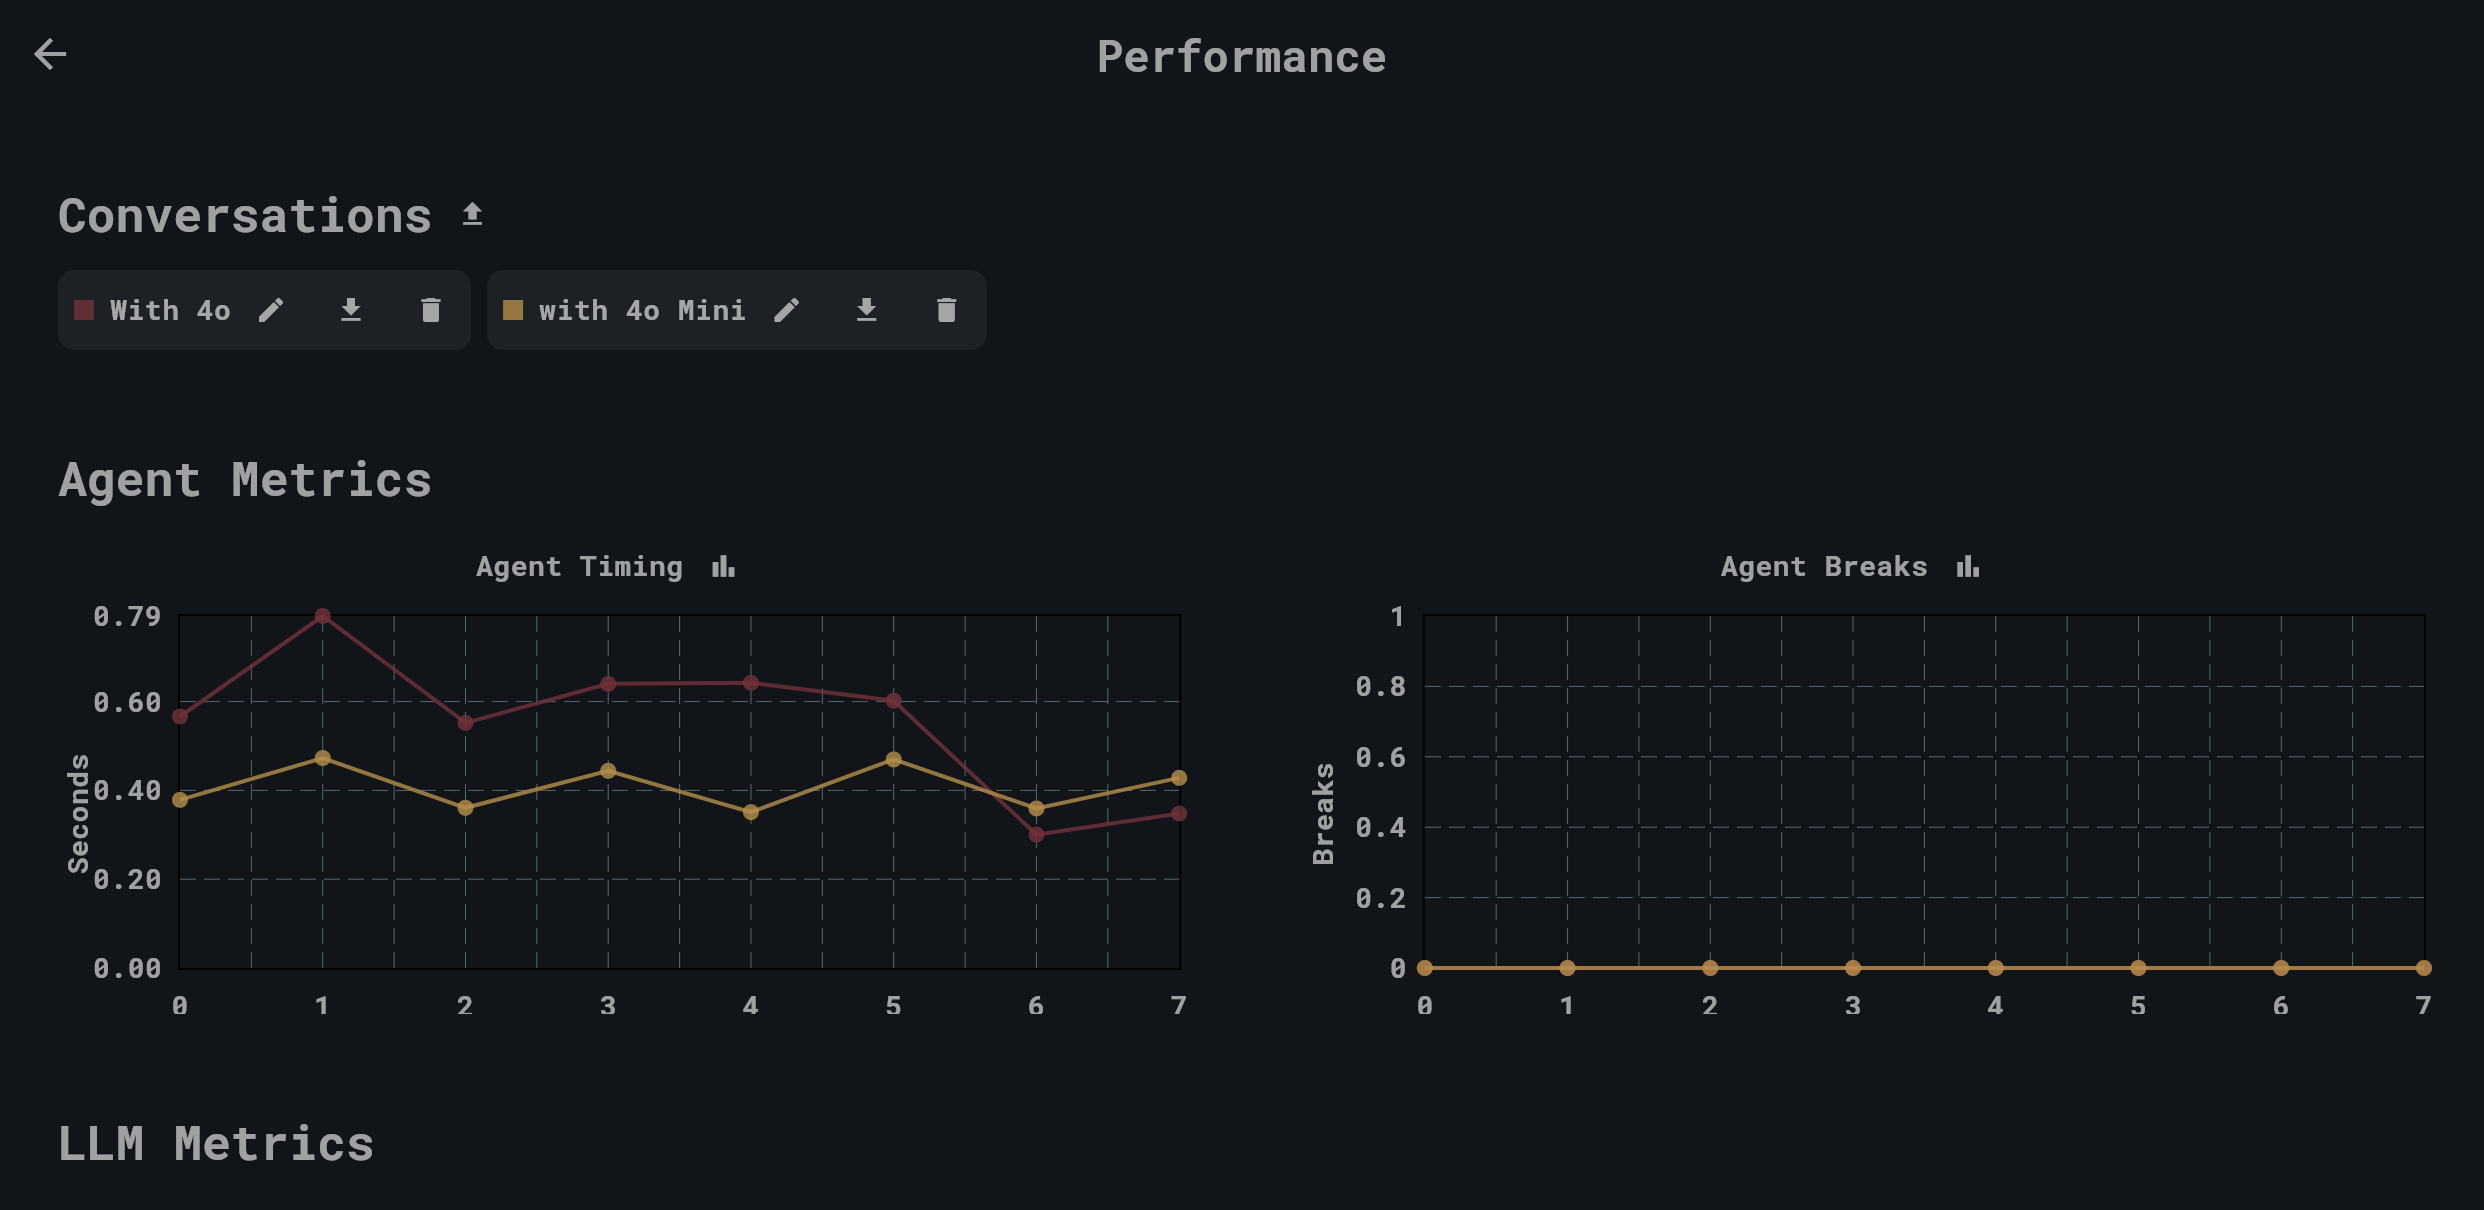 Performance
Conversations
With 4o
with 4o Mini
Agent Metrics
Agent Timing
0.79
0.60
0.40
0.20
0.00
Seconds
0 1 2 3 4 5 6 7
Agent Breaks
1
0.8
0.6
0.4
0.2
0
Breaks
0 1 2 3 4 5 6 7
LLM Metrics